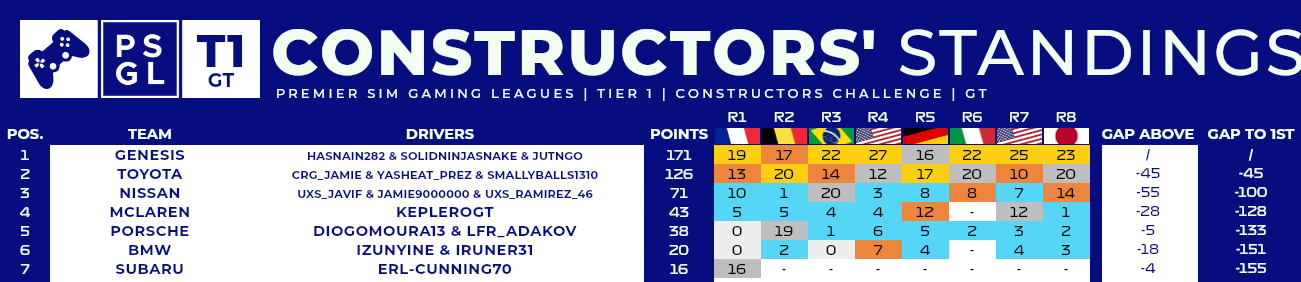 PS
GL
T1
GT
CONSTRUCTORS' STANDINGS
PREMIER SIM GAMING LEAGUES | TIER 1 | CONSTRUCTORS CHALLENGE | GT
R1 R2 R3 R4 R5 R6 R7 R8
POS. TEAM DRIVERS POINTS GAP ABOVE GAP TO 1ST
1 GENESIS HASNAIN282 & SOLIDNINJASNAKE & JUTNGO 171 19 17 22 27 16 22 25 23 / /
2 TOYOTA CRG_JAMIE & YASHEAT_PREZ & SMALLYBALLS1310 126 13 20 14 12 17 20 10 20 -45 -45
3 NISSAN UXS_JAVIF & JAMIE9000000 & UXS_RAMIREZ_46 71 10 1 20 3 8 8 7 14 -55 -100
4 MCLAREN KEPLEROGT 43 5 5 4 4 12 - 12 1 -28 -128
5 PORSCHE DIOGOMOURA13 & LFR_ADAKOV 38 0 19 1 6 5 2 3 2 -5 -133
6 BMW IZUNYINE & IRUNER31 20 0 2 0 7 4 - 4 3 -18 -151
7 SUBARU ERL-CUNNING70 16 16 - - - - - - - -4 -155